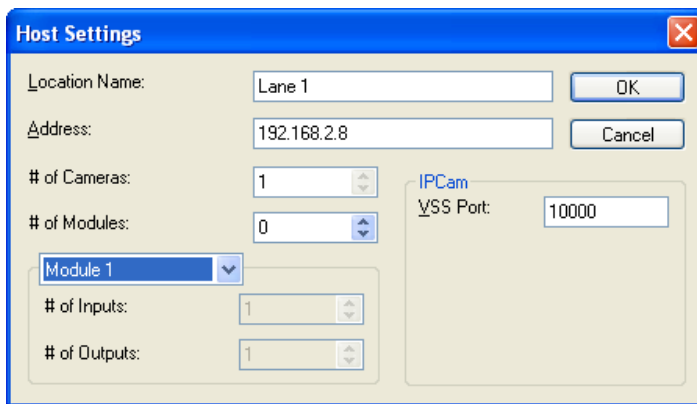 Host Settings
Location Name: Lane 1 OK
Address: 192.168.2.8 Cancel
# of Cameras: 1
IPCam
VSS Port: 10000
# of Modules: 0
Module 1
# of Inputs: 1
# of Outputs: 1